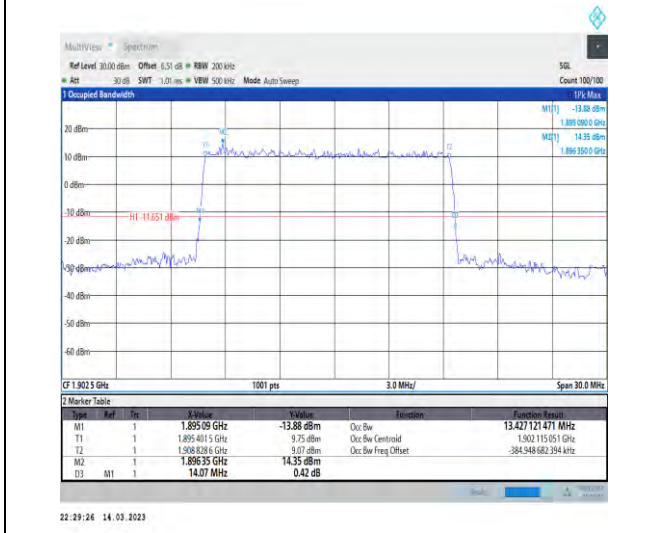 MultiView Spectrum
Ref Level 30.00 dBm Offset 6.51 dB RBW 200 kHz SGL
Att 30 dB SWT 1.01 ms VBW 500 kHz Mode Auto Sweep Count 100/100
1 Occupied Bandwidth 1Pk Max
M1[1] -13.88 dBm
1.895 090 0 GHz
20 dBm M2[1] 14.35 dBm
1.896 350 0 GHz
T1 M2 T2
10 dBm
0 dBm
-10 dBm
H1 -11.651 dBm
-20 dBm
-30 dBm
-40 dBm
-50 dBm
-60 dBm
CF 1.902 5 GHz 1001 pts 3.0 MHz/ Span 30.0 MHz
2 Marker Table
Type Ref Trc X-Value Y-Value Function Function Result
M1 1 1.895 09 GHz -13.88 dBm Occ Bw 13.427 121 471 MHz
T1 1 1.895 401 5 GHz 9.75 dBm Occ Bw Centroid 1.902 115 051 GHz
T2 1 1.908 828 6 GHz 9.07 dBm Occ Bw Freq Offset -384.948 682 394 kHz
M2 1 1.896 35 GHz 14.35 dBm
D3 M1 1 14.07 MHz 0.42 dB
22:29:26 14.03.2023